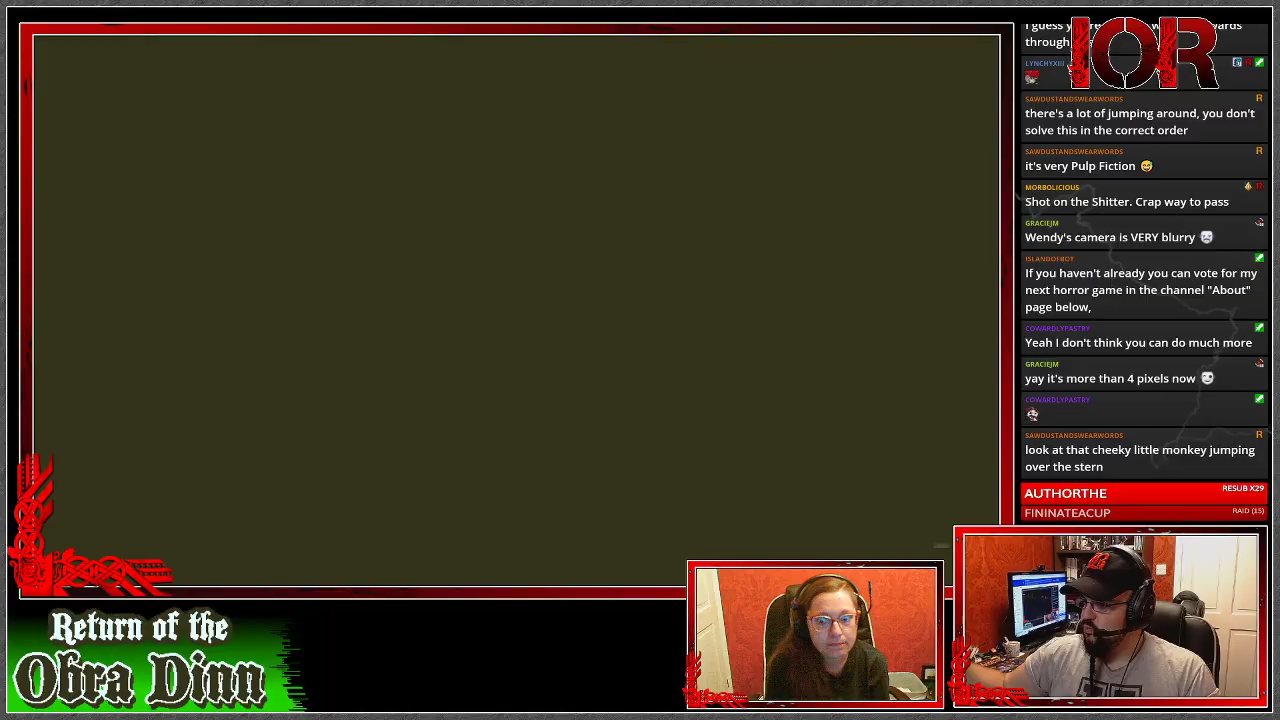 through,
LYNCHYXIII
SAWDUSTANDSWEARWORDS
there's a lot of jumping around, you don't
solve this in the correct order
SAWDUSTANDSWEARWORDS
it's very Pulp Fiction
MORBOLICIOUS
Shot on the Shitter. Crap way to pass
GRACIEJM
Wendy's camera is VERY blurry
ISLANDOFBOT
If you haven't already you can vote for my
next horror game in the channel "About"
page below,
COWARDLYPASTRY
Yeah I don't think you can do much more
GRACIEJM
yay it's more than 4 pixels now
COWARDLYPASTRY
SAWDUSTANDSWEARWORDS
look at that cheeky little monkey jumping
over the stern
AUTHORTHE RESUB X29
FININATEACUP RAID (15)
IOR
Return of the
Obra Dinn